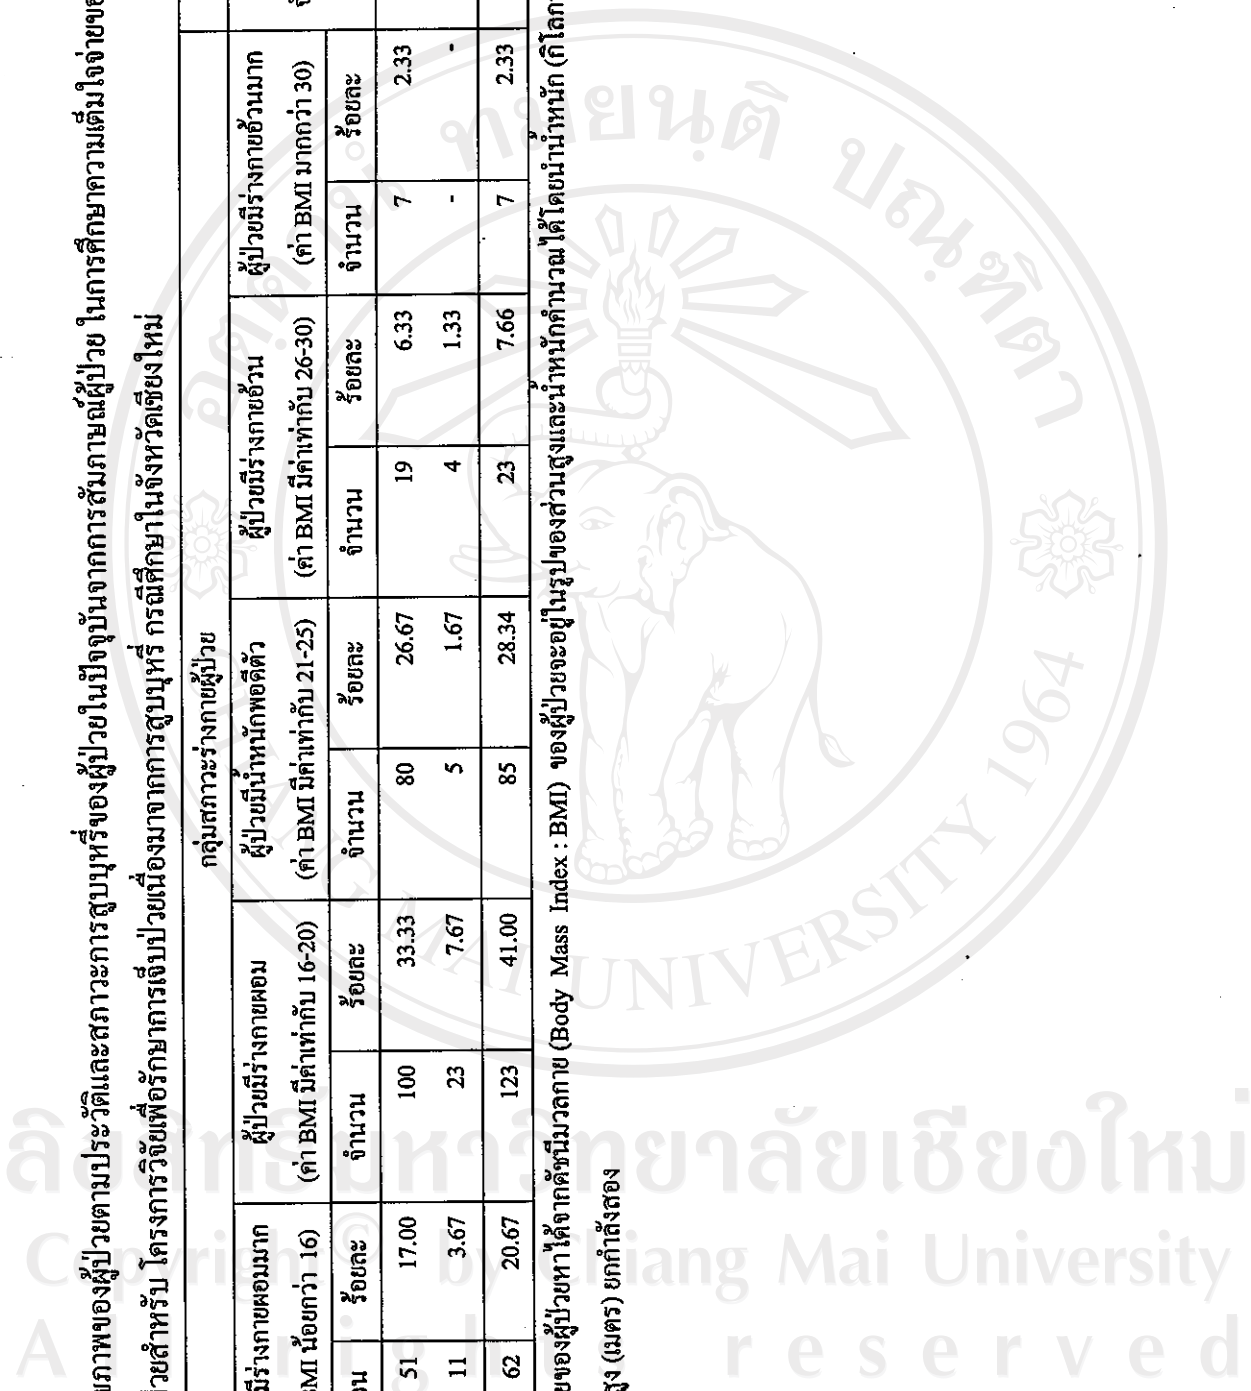 ยภาพของผู้ป่วยตามประวัติและสภาวะการสูบบุหรี่ของผู้ป่วยในปัจจุบันจากการสัมภาษณ์ผู้ป่วย ในการศึกษาความเต็มใจจ่ายขอ
่วยสำหรับ โครงการวิจัยเพื่อรักษาการเจ็บป่วยเนื่องมาจากการสูบบุหรี่ กรณีศึกษาในจังหวัดเชียงใหม่
กลุ่มสภาวะร่างกายผู้ป่วย
มีร่างกายผอมมาก ผู้ป่วยมีร่างกายผอม ผู้ป่วยมีน้ำหนักพอดีตัว ผู้ป่วยมีร่างกายอ้วน ผู้ป่วยมีร่างกายอ้วนมาก
BMI น้อยกว่า 16) (ค่า BMI มีค่าเท่ากับ 16-20) (ค่า BMI มีค่าเท่ากับ 21-25) (ค่า BMI มีค่าเท่ากับ 26-30) (ค่า BMI มากกว่า 30)
วน ร้อยละ จำนวน ร้อยละ จำนวน ร้อยละ จำนวน ร้อยละ จำนวน ร้อยละ
51 17.00 100 33.33 80 26.67 19 6.33 7 2.33
11 3.67 23 7.67 5 1.67 4 1.33 - -
62 20.67 123 41.00 85 28.34 23 7.66 7 2.33
ยของผู้ป่วยหาได้จากดัชนีมวลกาย (Body Mass Index : BMI) ของผู้ป่วยจะอยู่ในรูปของส่วนสูงและน้ำหนักคำนวณได้โดยนำน้ำหนัก (กิโลก
สูง (เมตร) ยกกำลังสอง
ลิขสิทธิ์มหาวิทยาลัยเชียงใหม่
Copyright © by Chiang Mai University
All rights reserved
MAI UNIVERSITY 1964